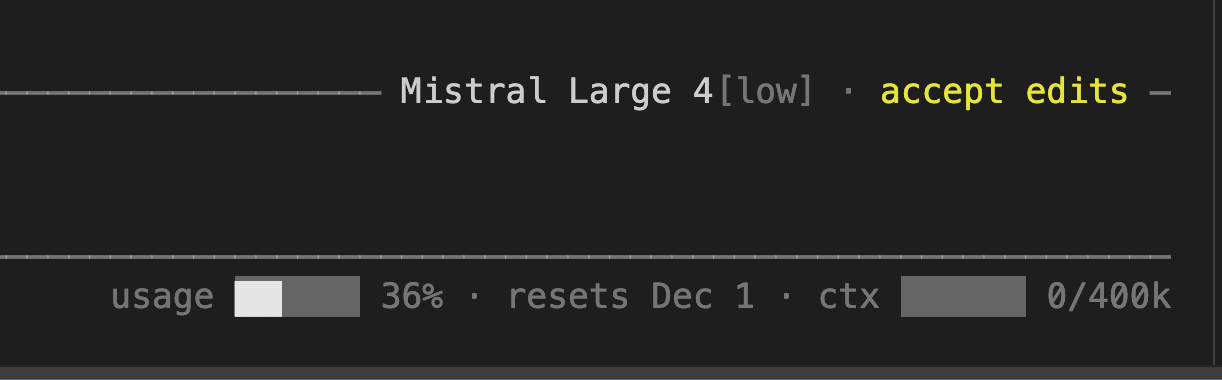 Mistral Large 4[low] · accept edits
usage 36% · resets Dec 1 · ctx 0/400k